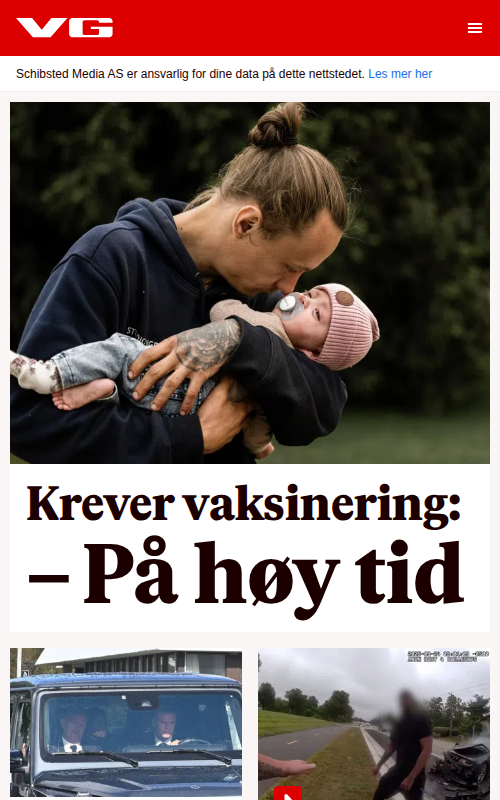 VG
Schibsted Media AS er ansvarlig for dine data på dette nettstedet. Les mer her
Krever vaksinering:
– På høy tid